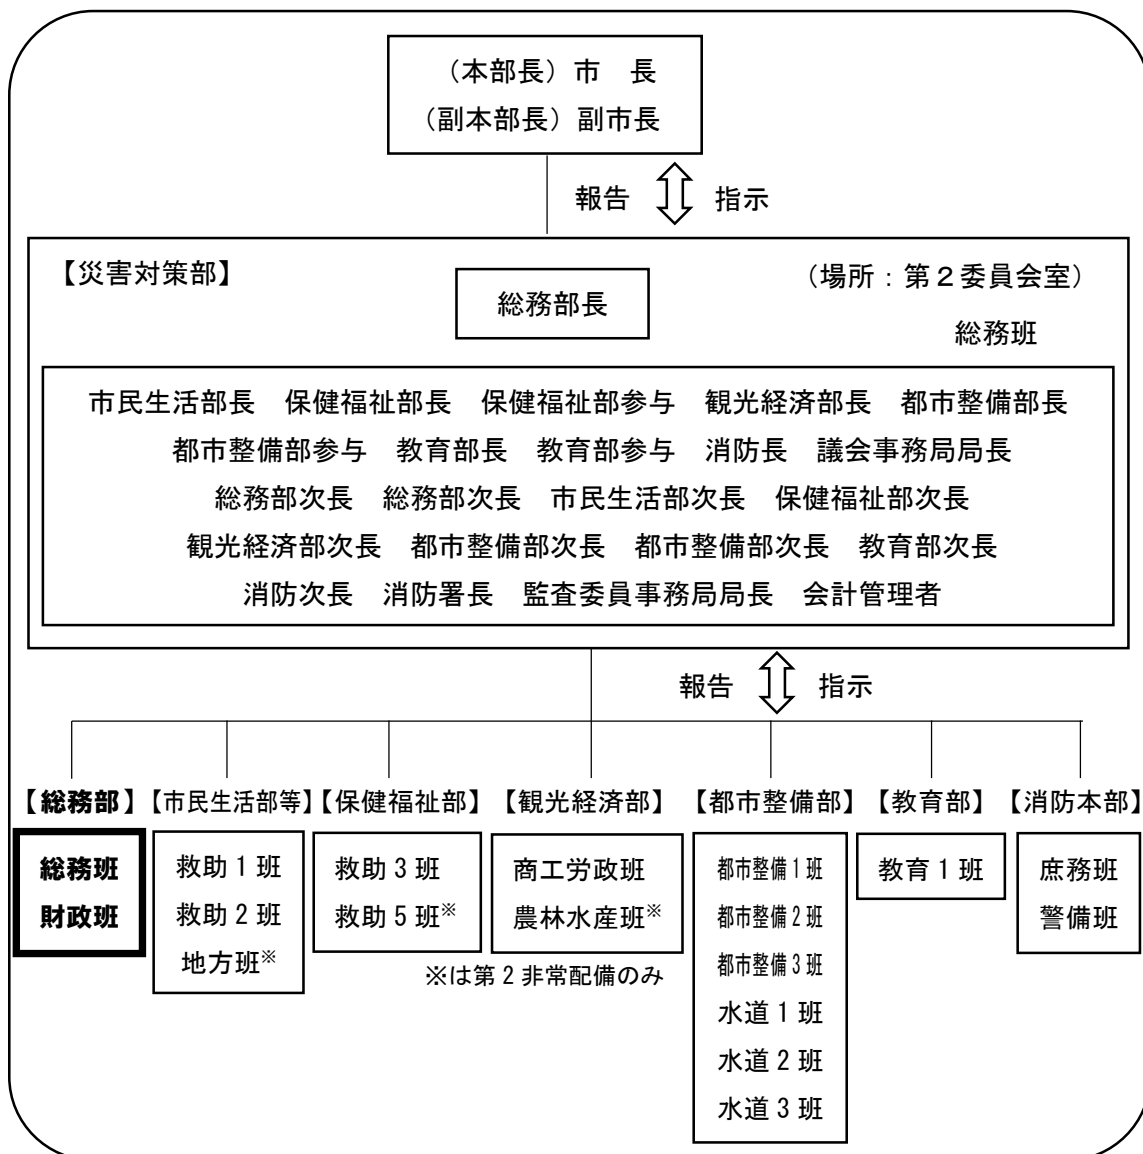 （本部長）市　長
（副本部長）副市長
報告　指示
【災害対策部】
（場所：第２委員会室）
総務部長
総務班
市民生活部長　保健福祉部長　保健福祉部参与　観光経済部長　都市整備部長
都市整備部参与　教育部長　教育部参与　消防長　議会事務局局長
総務部次長　総務部次長　市民生活部次長　保健福祉部次長
観光経済部次長　都市整備部次長　都市整備部次長　教育部次長
消防次長　消防署長　監査委員事務局局長　会計管理者
報告　指示
【総務部】
総務班
財政班
【市民生活部等】
救助１班
救助２班
地方班※
【保健福祉部】
救助３班
救助５班※
【観光経済部】
商工労政班
農林水産班※
※は第２非常配備のみ
【都市整備部】
都市整備１班
都市整備２班
都市整備３班
水道１班
水道２班
水道３班
【教育部】
教育１班
【消防本部】
庶務班
警備班